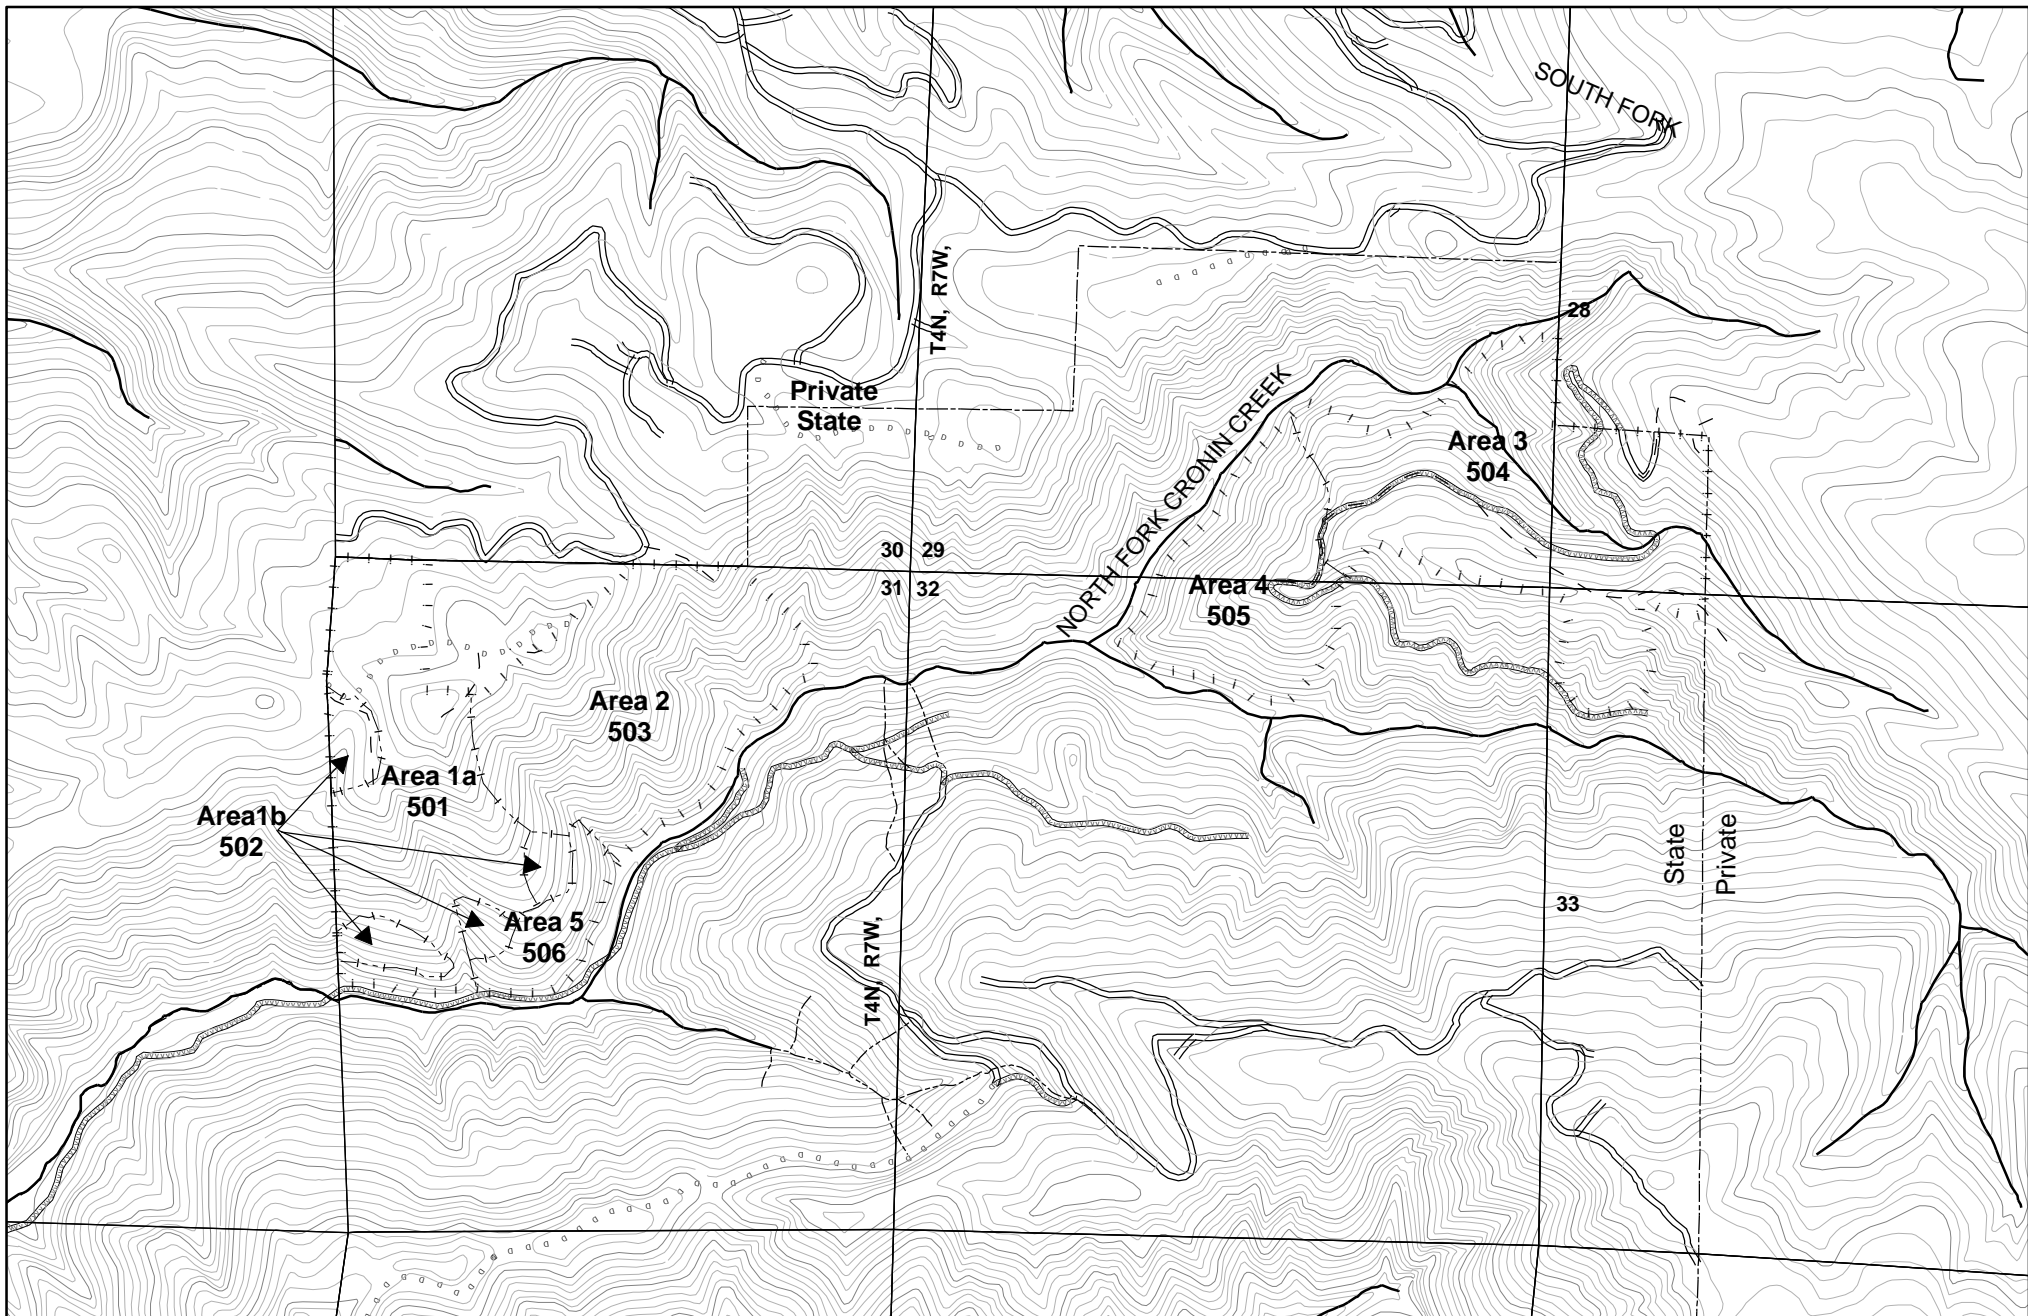 SOUTH FORK
T4N, R7W,
28
Private
State
NORTH FORK CRONIN CREEK
Area 3
504
30 29
31 32
Area 4
505
Area 2
503
Area 1a
501
Area1b
502
State
Private
Area 5
506
33
T4N, R7W,